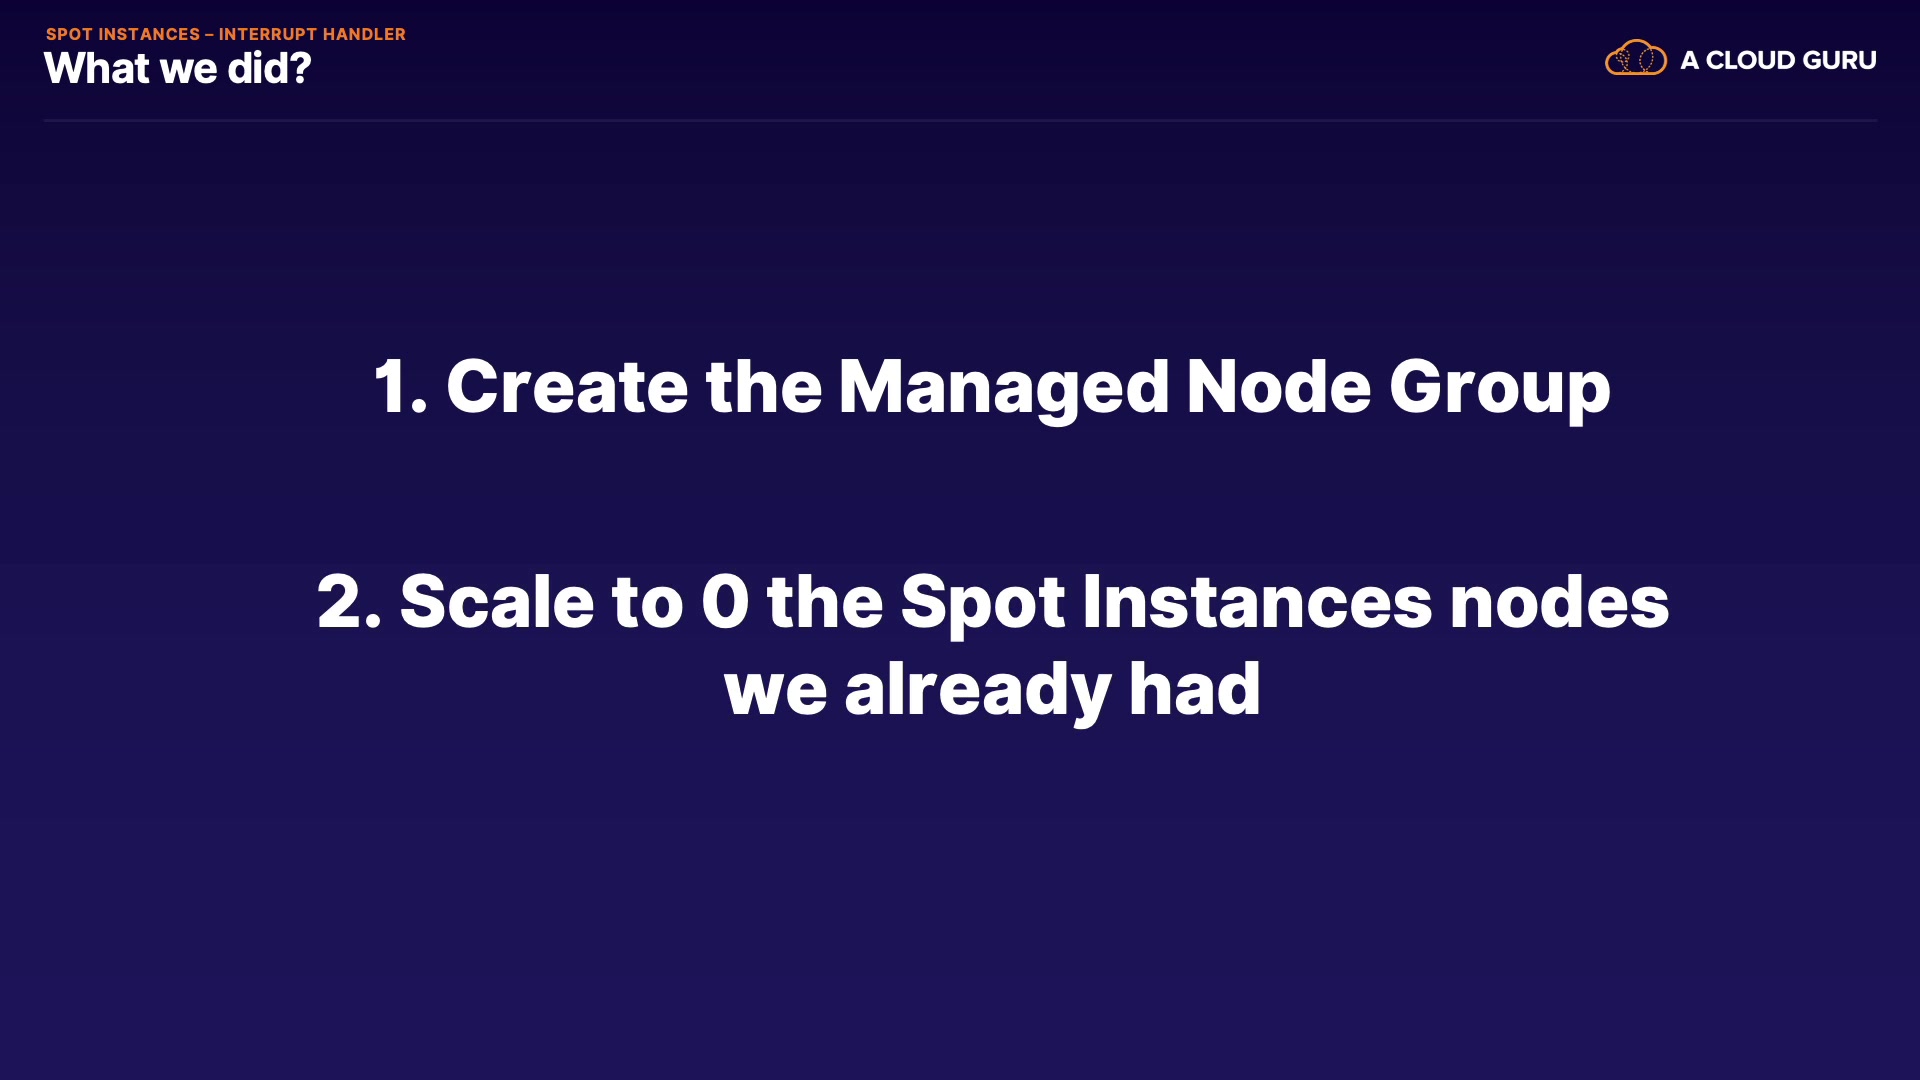 SPOT INSTANCES – INTERRUPT HANDLER
What we did?
A CLOUD GURU
1. Create the Managed Node Group
2. Scale to 0 the Spot Instances nodes
we already had